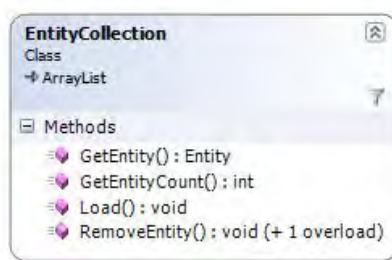 EntityCollection
Class
ArrayList
Methods
GetEntity() : Entity
GetEntityCount() : int
Load() : void
RemoveEntity() : void (+ 1 overload)